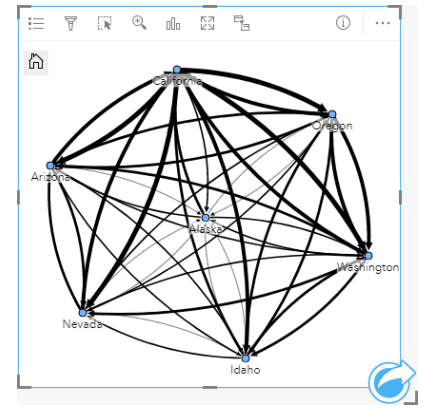 California
Oregon
Arizona
Alaska
Washington
Nevada
Idaho